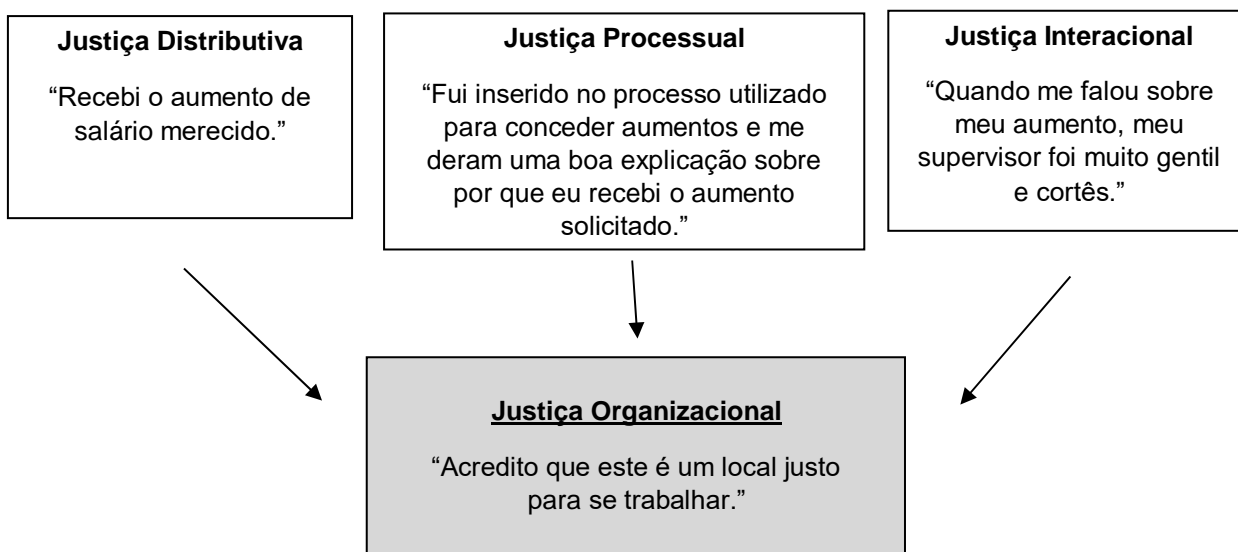 Justiça Distributiva
“Recebi o aumento de
salário merecido.”
Justiça Processual
“Fui inserido no processo utilizado
para conceder aumentos e me
deram uma boa explicação sobre
por que eu recebi o aumento
solicitado.”
Justiça Interacional
“Quando me falou sobre
meu aumento, meu
supervisor foi muito gentil
e cortês.”
Justiça Organizacional
“Acredito que este é um local justo
para se trabalhar.”